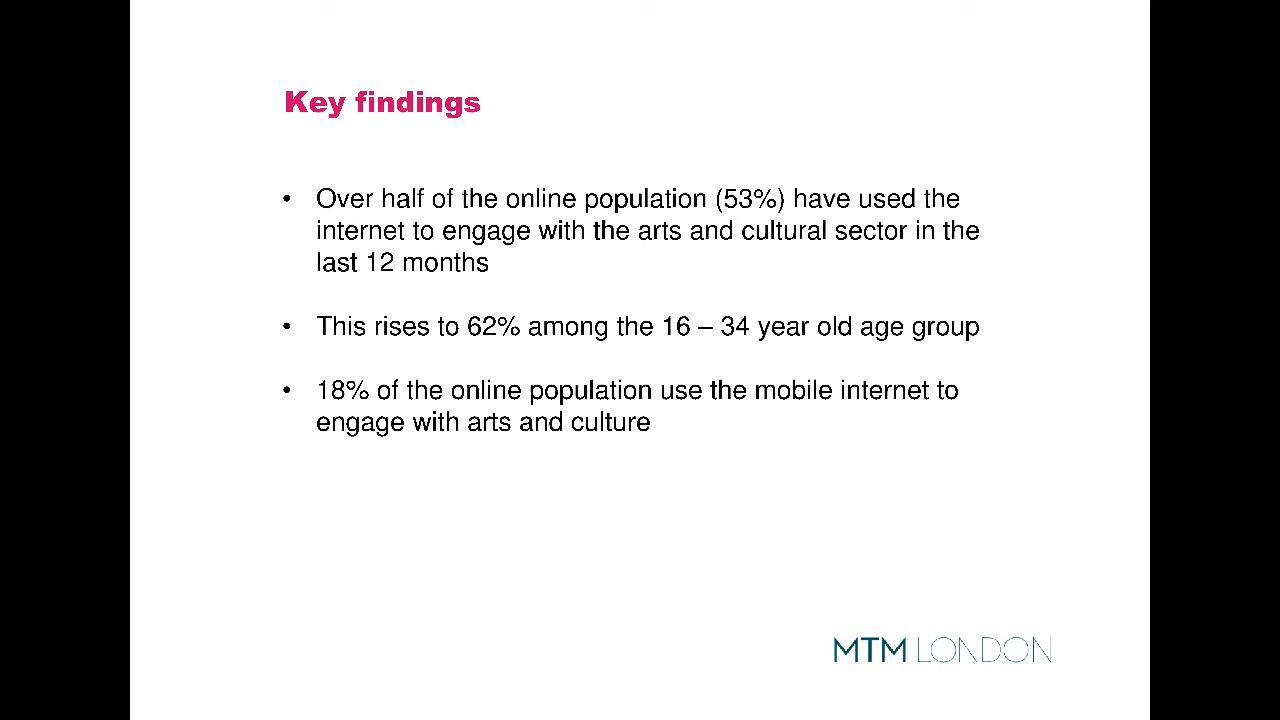 Key findings
• Over half of the online population (53%) have used the
internet to engage with the arts and cultural sector in the
last 12 months
• This rises to 62% among the 16 – 34 year old age group
• 18% of the online population use the mobile internet to
engage with arts and culture
MTM LONDON